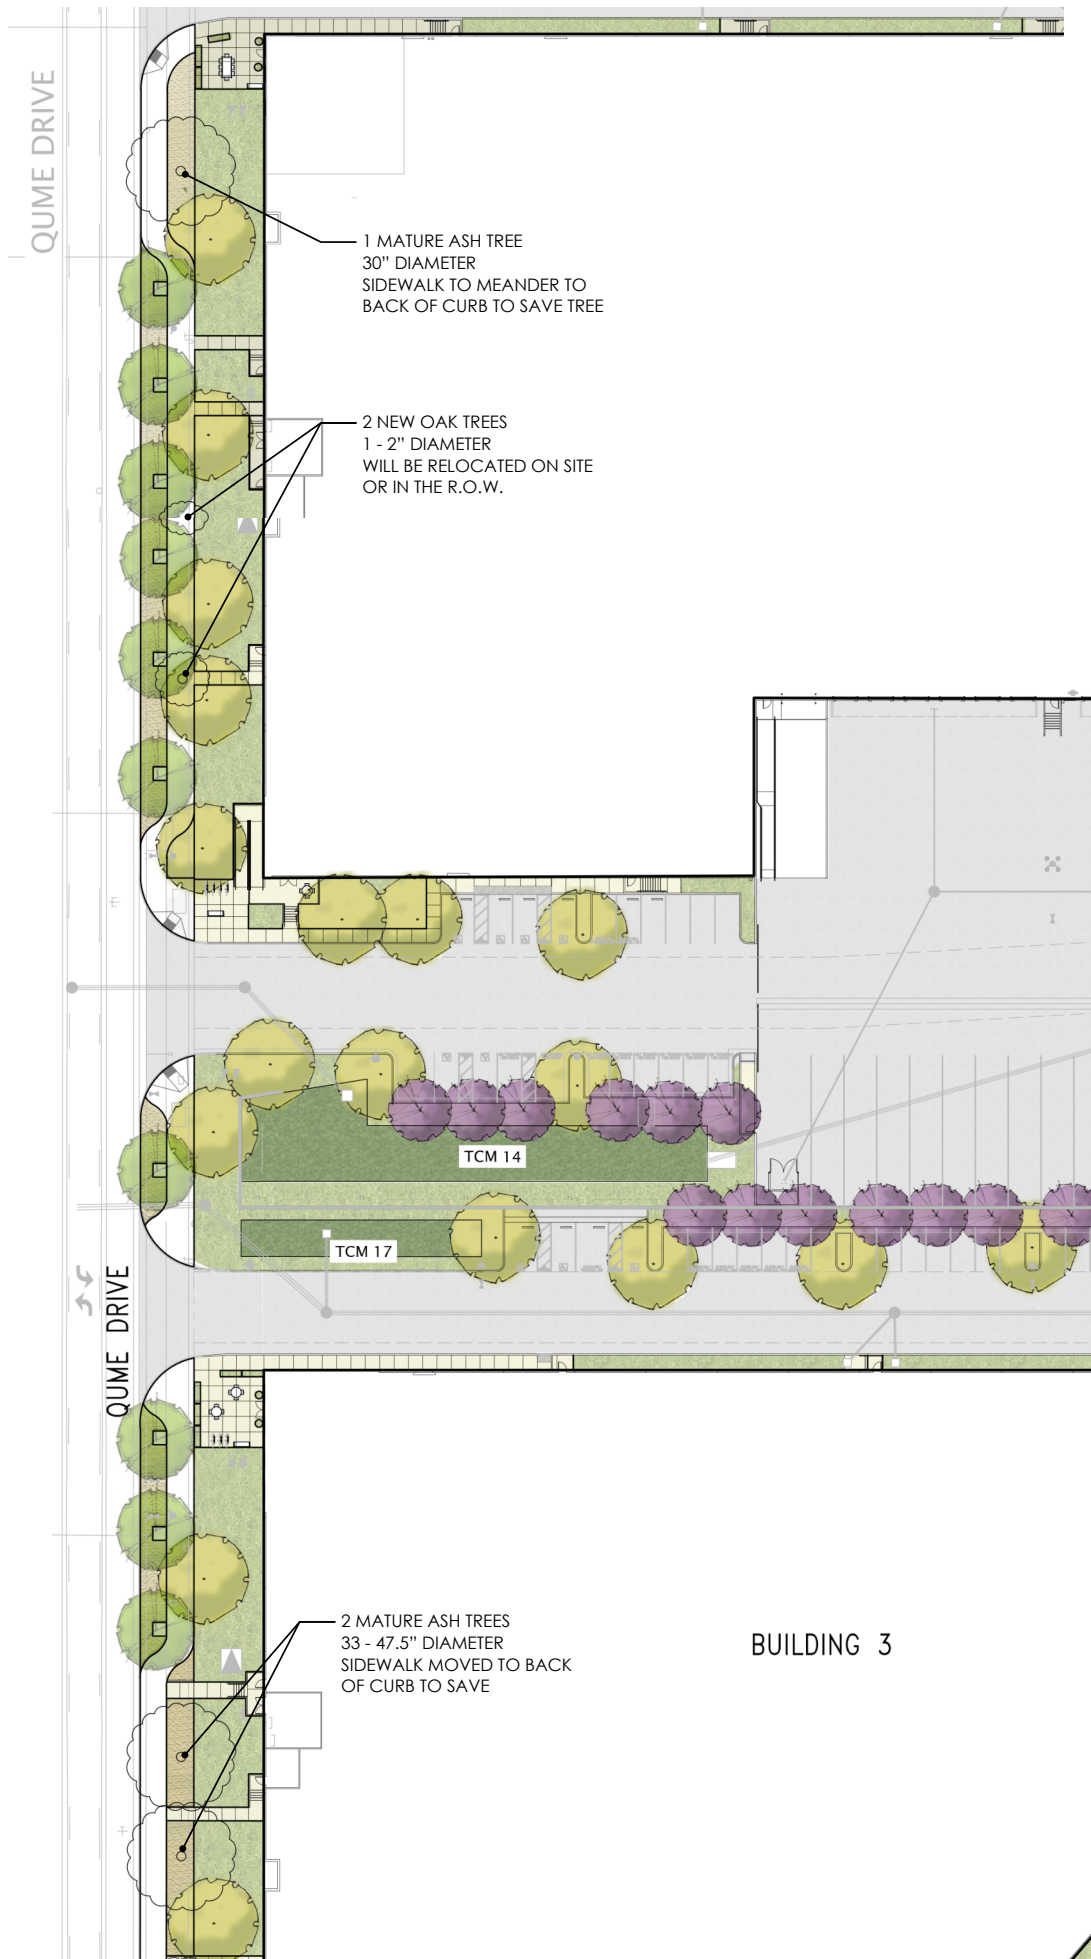 QUME DRIVE
1 MATURE ASH TREE
30" DIAMETER
SIDEWALK TO MEANDER TO
BACK OF CURB TO SAVE TREE
2 NEW OAK TREES
1 - 2" DIAMETER
WILL BE RELOCATED ON SITE
OR IN THE R.O.W.
TCM 14
TCM 17
QUME DRIVE
2 MATURE ASH TREES
33 - 47.5" DIAMETER
SIDEWALK MOVED TO BACK
OF CURB TO SAVE
BUILDING 3